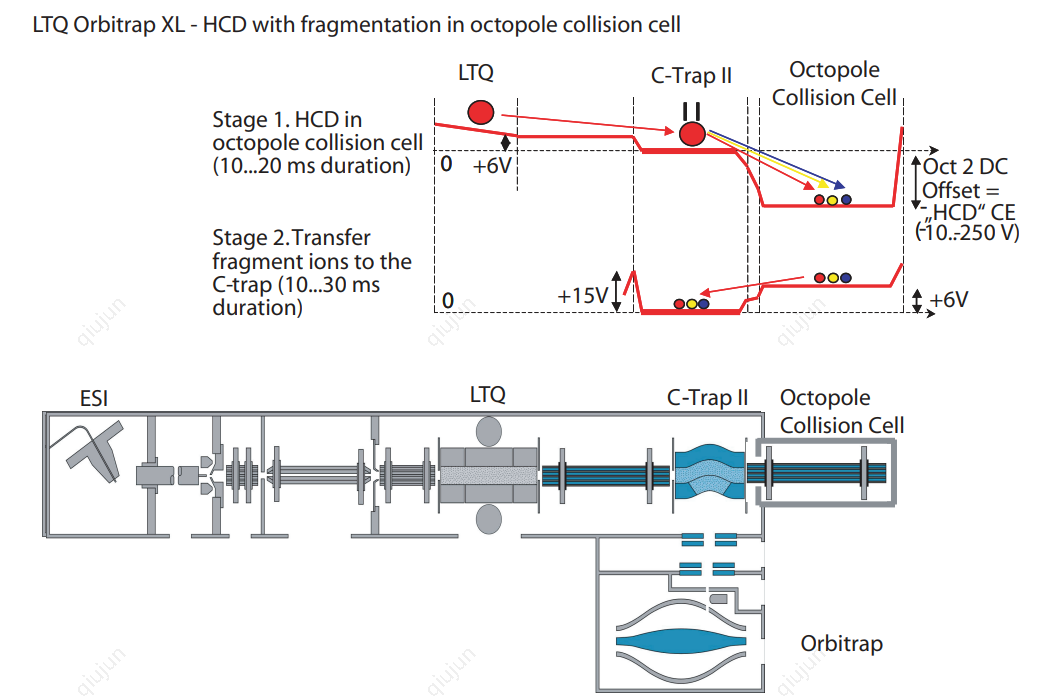 LTQ Orbitrap XL - HCD with fragmentation in octopole collision cell
LTQ
C-Trap II
Octopole
Collision Cell
Stage 1. HCD in
octopole collision cell
(10...20 ms duration)
0
+6V
Oct 2 DC
Offset =
-„HCD“ CE
(-10..-250 V)
Stage 2. Transfer
fragment ions to the
C-trap (10...30 ms
duration)
0
+15V
+6V
qiujun
qiujun
qiujun
ESI
LTQ
C-Trap II
Octopole
Collision Cell
Orbitrap
qiujun
qiujun
qiujun